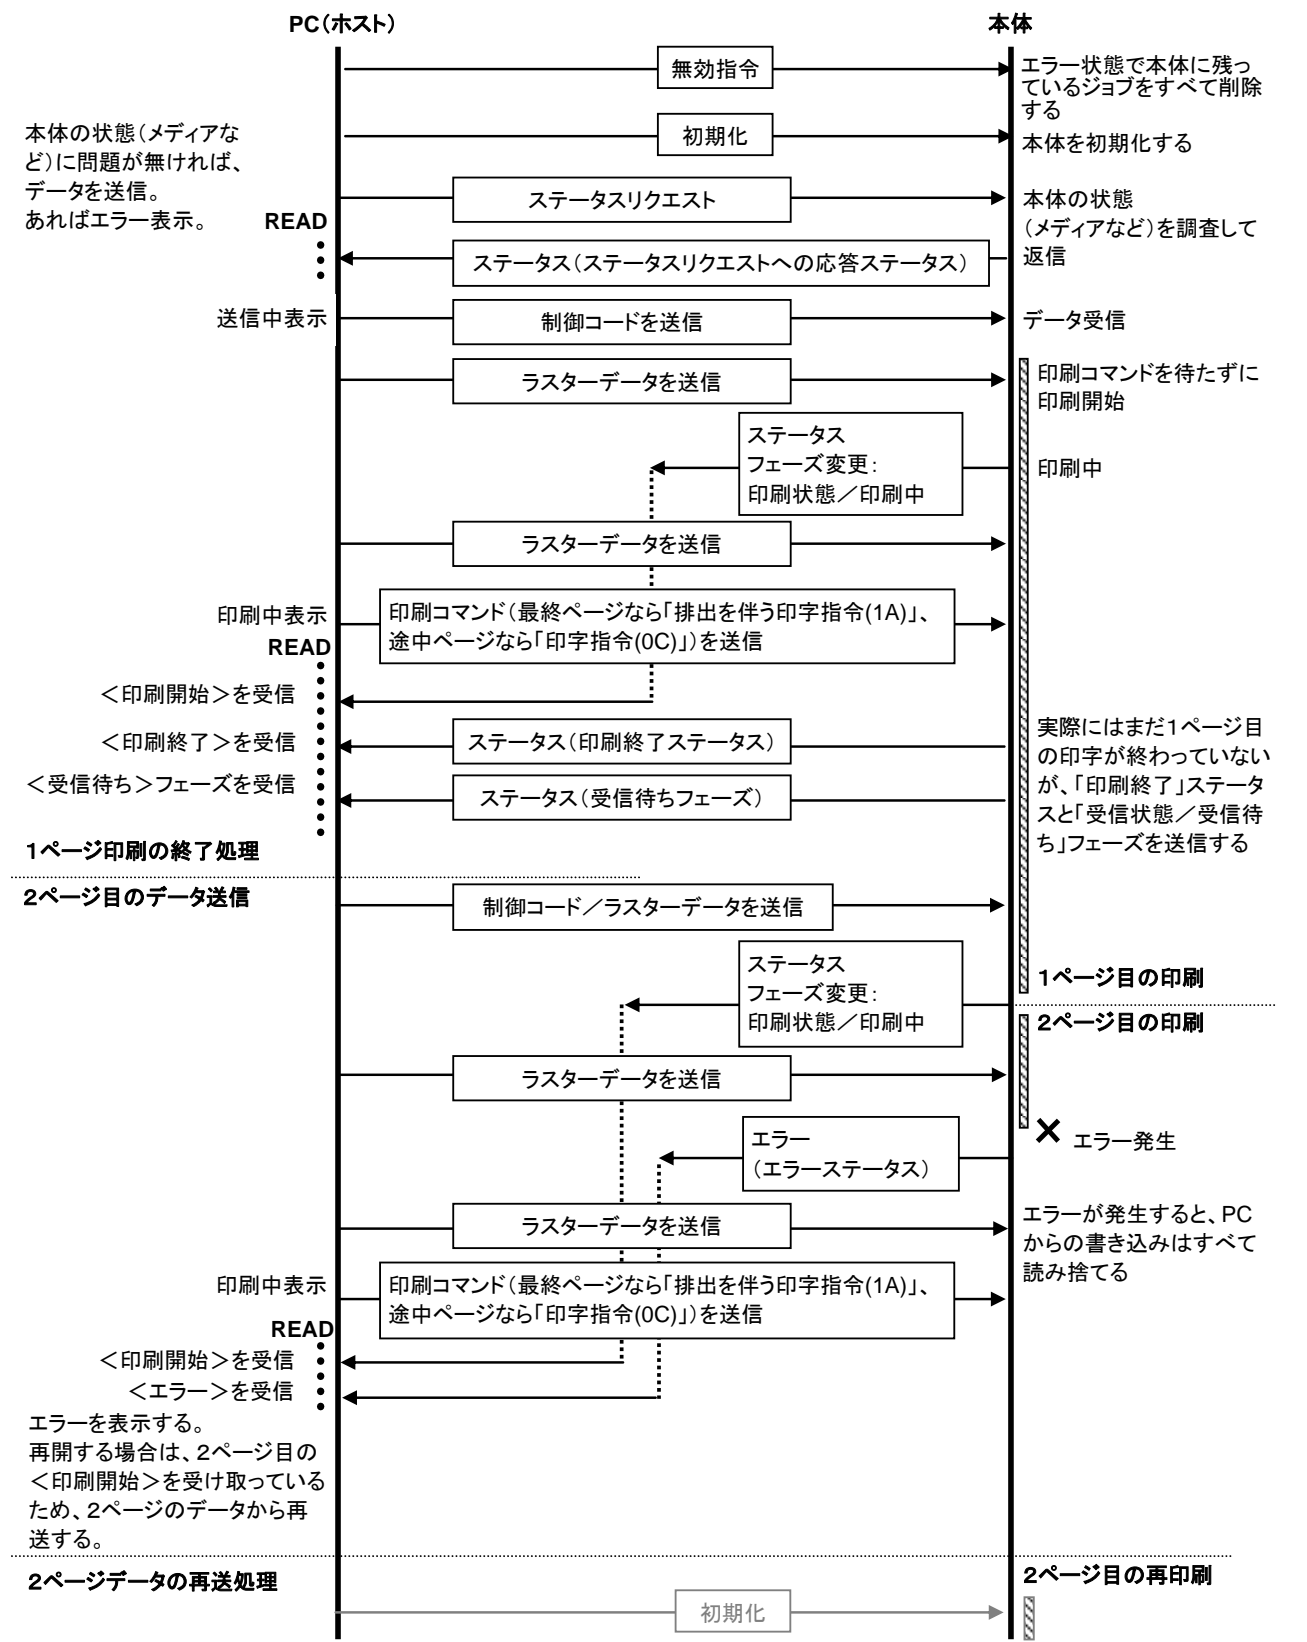 PC（ホスト）
本体
無効指令
エラー状態で本体に残っ
ているジョブをすべて削除
する
本体の状態（メディアな
ど）に問題が無ければ、
データを送信。
あればエラー表示。
初期化
本体を初期化する
ステータスリクエスト
本体の状態
（メディアなど）を調査して
返信
READ
ステータス（ステータスリクエストへの応答ステータス）
送信中表示
制御コードを送信
データ受信
ラスターデータを送信
印刷コマンドを待たずに
印刷開始
ステータス
フェーズ変更：
印刷状態／印刷中
印刷中
ラスターデータを送信
印刷中表示
印刷コマンド（最終ページなら「排出を伴う印字指令(1A)」、
途中ページなら「印字指令(0C)」）を送信
READ
＜印刷開始＞を受信
＜印刷終了＞を受信
ステータス（印刷終了ステータス）
＜受信待ち＞フェーズを受信
ステータス（受信待ちフェーズ）
実際にはまだ１ページ目
の印字が終わっていない
が、「印刷終了」ステータ
スと「受信状態／受信待
ち」フェーズを送信する
１ページ印刷の終了処理
２ページ目のデータ送信
制御コード／ラスターデータを送信
ステータス
フェーズ変更：
印刷状態／印刷中
１ページ目の印刷
２ページ目の印刷
ラスターデータを送信
エラー
（エラーステータス）
エラー発生
ラスターデータを送信
エラーが発生すると、PC
からの書き込みはすべて
読み捨てる
印刷中表示
印刷コマンド（最終ページなら「排出を伴う印字指令(1A)」、
途中ページなら「印字指令(0C)」）を送信
READ
＜印刷開始＞を受信
＜エラー＞を受信
エラーを表示する。
再開する場合は、２ページ目の
＜印刷開始＞を受け取っている
ため、２ページのデータから再
送する。
２ページデータの再送処理
２ページ目の再印刷
初期化